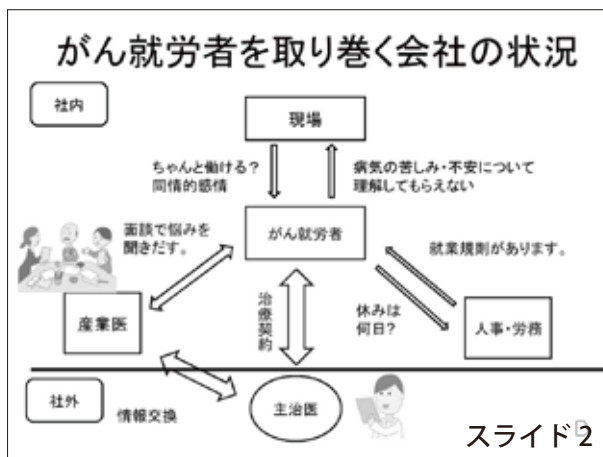 がん就労者を取り巻く会社の状況
社内
現場
ちゃんと働ける?
同情的感情
病気の苦しみ・不安について
理解してもらえない
面談で悩みを
聞きだす。
がん就労者
就業規則があります。
産業医
治療契約
休みは
何日?
人事・労務
社外
情報交換
主治医
スライド2